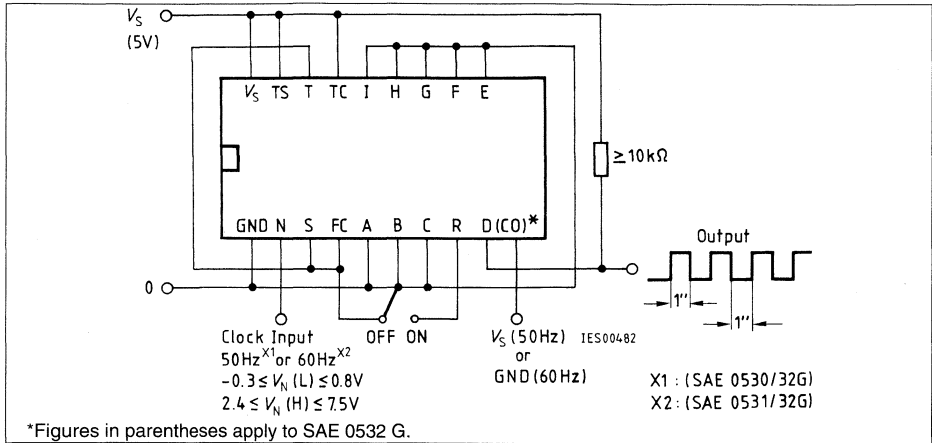 V_S
(5V)
V_S TS T TC I H G F E
≥10kΩ
GND N S FC A B C R D(CO)*
Output
0
1"
1"
Clock Input
OFF ON
V_S (50Hz)
IES00482
50Hz^X1 or 60Hz^X2
or
-0.3 ≤ V_N (L) ≤ 0.8V
GND(60Hz)
X1 : (SAE 0530/32G)
2.4 ≤ V_N (H) ≤ 7.5V
X2 : (SAE 0531/32G)
*Figures in parentheses apply to SAE 0532 G.